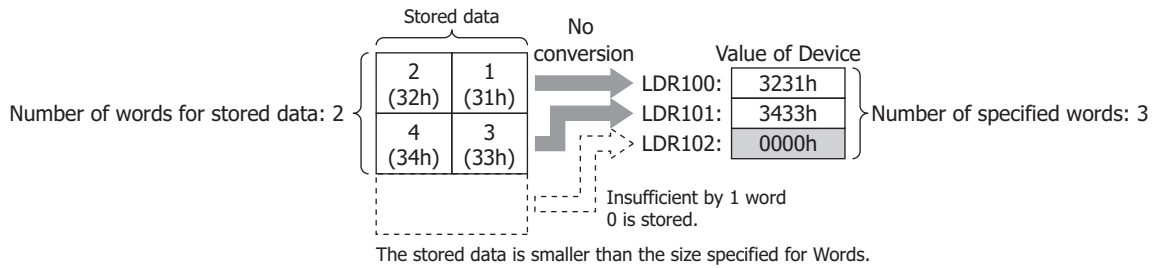 Stored data
No
conversion
Value of Device
2
(32h)
1
(31h)
LDR100:
3231h
Number of words for stored data: 2
LDR101:
3433h
Number of specified words: 3
4
(34h)
3
(33h)
LDR102:
0000h
Insufficient by 1 word
0 is stored.
The stored data is smaller than the size specified for Words.